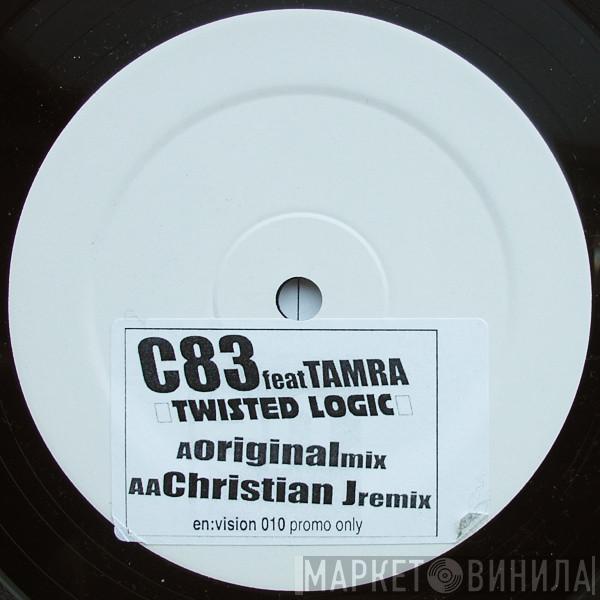 C83 feat TAMRA
TWISTED LOGIC
A original mix
AA Christian J remix
en:vision 010 promo only
МАРКЕТ ВИНИЛА